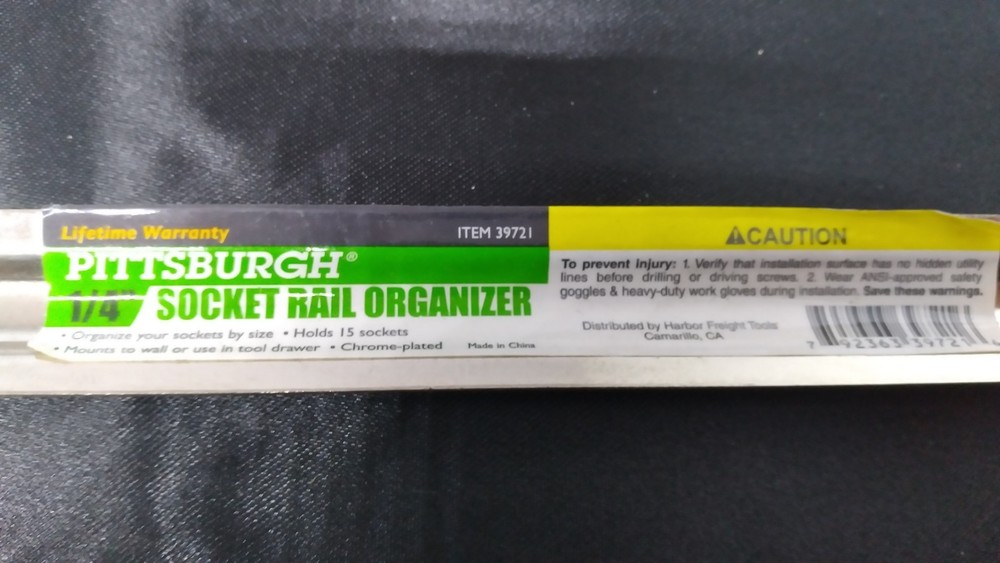 Lifetime Warranty ITEM 39721
PITTSBURGH®
1/4" SOCKET RAIL ORGANIZER
• Organize your sockets by size • Holds 15 sockets
• Mounts to wall or use in tool drawer • Chrome-plated Made in China
⚠CAUTION
To prevent injury: 1. Verify that installation surface has no hidden utility
lines before drilling or driving screws. 2. Wear ANSI-approved safety
goggles & heavy-duty work gloves during installation. Save these warnings.
Distributed by Harbor Freight Tools
Camarillo, CA
7 92363 39721